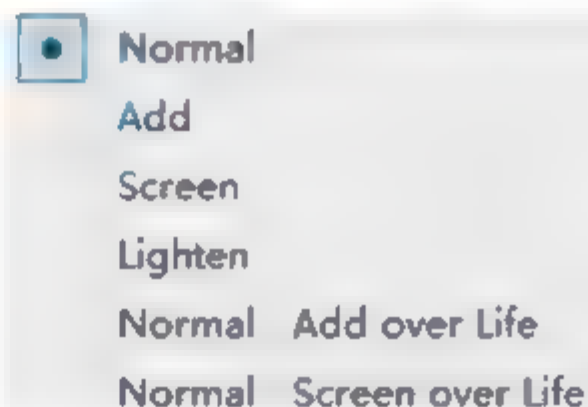 Normal
Add
Screen
Lighten
Normal Add over Life
Normal Screen over Life